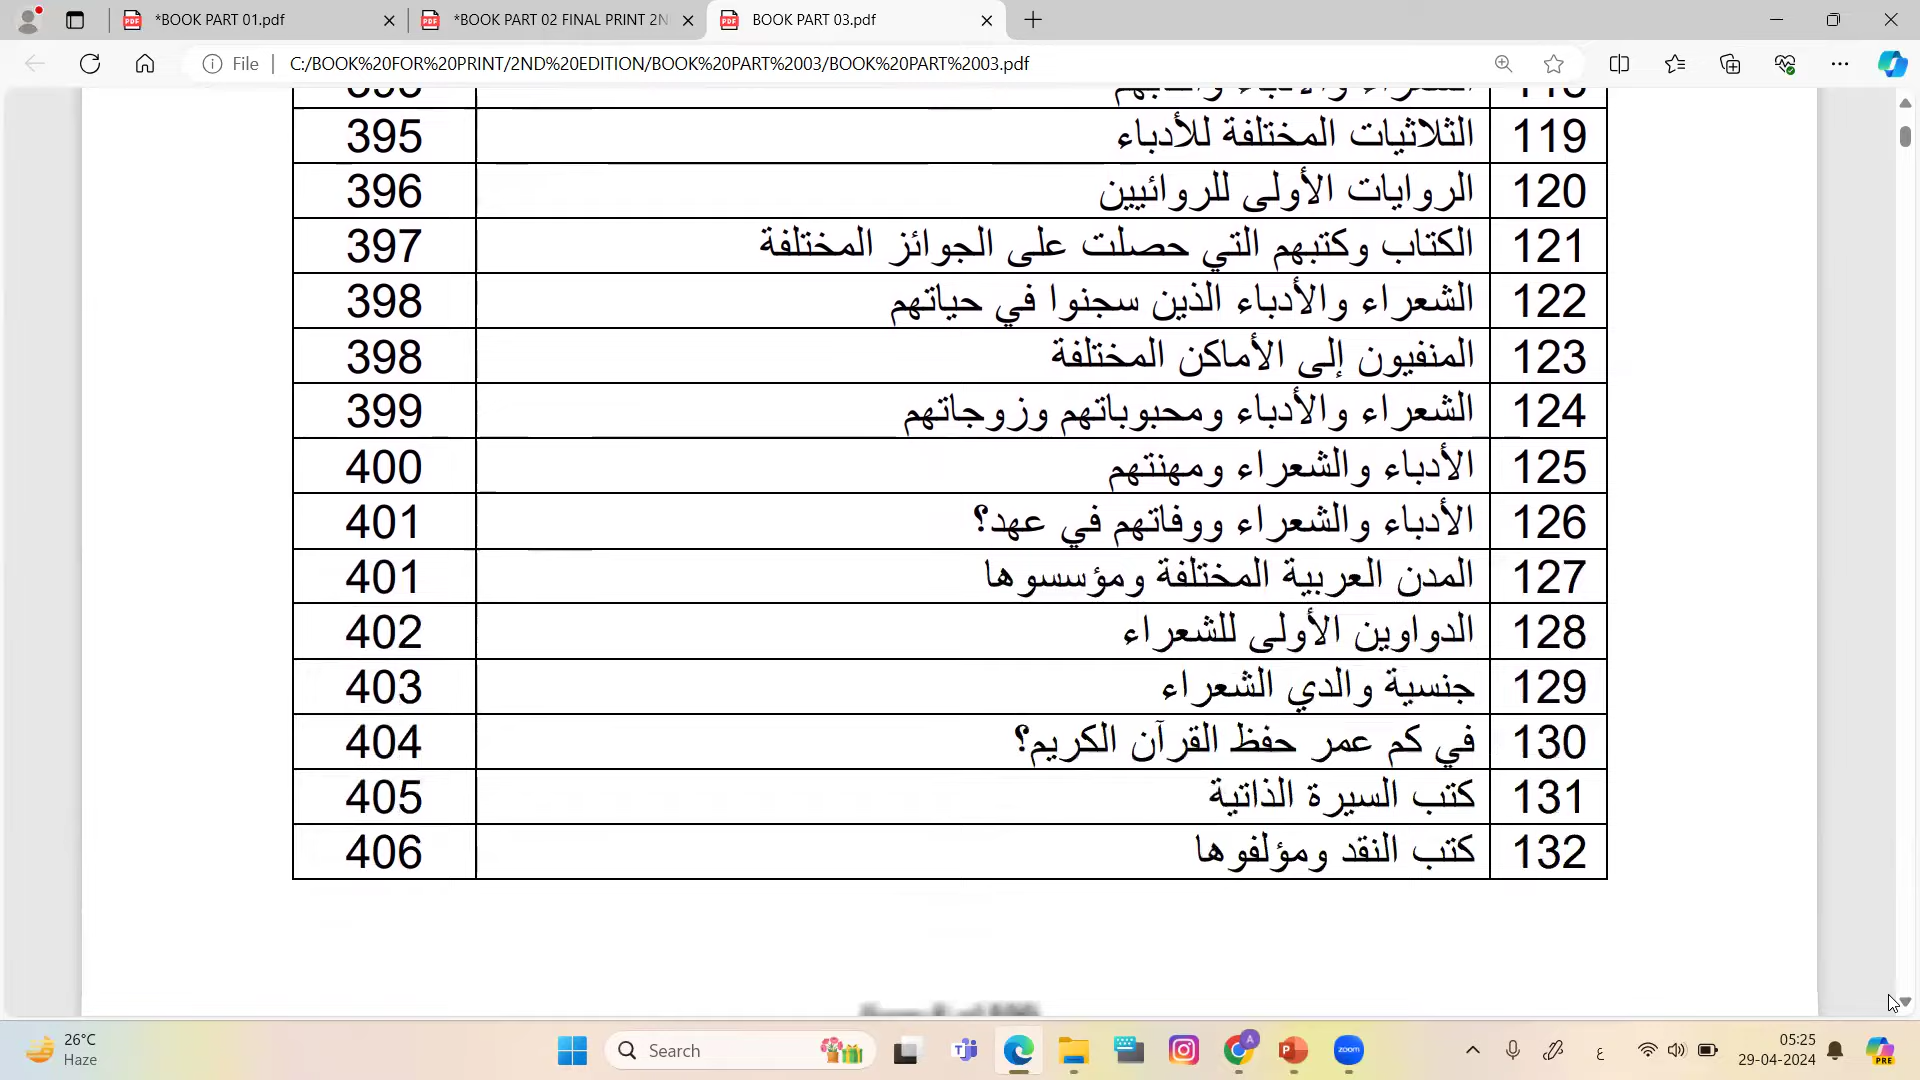 *BOOK PART 01.pdf
*BOOK PART 02 FINAL PRINT 2N
BOOK PART 03.pdf
File
C:/BOOK%20FOR%20PRINT/2ND%20EDITION/BOOK%20PART%2003/BOOK%20PART%2003.pdf
119 الثلاثيات المختلفة للأدباء 395
120 الروايات الأولى للروائيين 396
121 الكتاب وكتبهم التي حصلت على الجوائز المختلفة 397
122 الشعراء والأدباء الذين سجنوا في حياتهم 398
123 المنفيون إلى الأماكن المختلفة 398
124 الشعراء والأدباء ومحبوباتهم وزوجاتهم 399
125 الأدباء والشعراء ومهنتهم 400
126 الأدباء والشعراء ووفاتهم في عهد؟ 401
127 المدن العربية المختلفة ومؤسسوها 401
128 الدواوين الأولى للشعراء 402
129 جنسية والدي الشعراء 403
130 في كم عمر حفظ القرآن الكريم؟ 404
131 كتب السيرة الذاتية 405
132 كتب النقد ومؤلفوها 406
26°C
Haze
Search
zoom
ع
05:25
29-04-2024
PRE